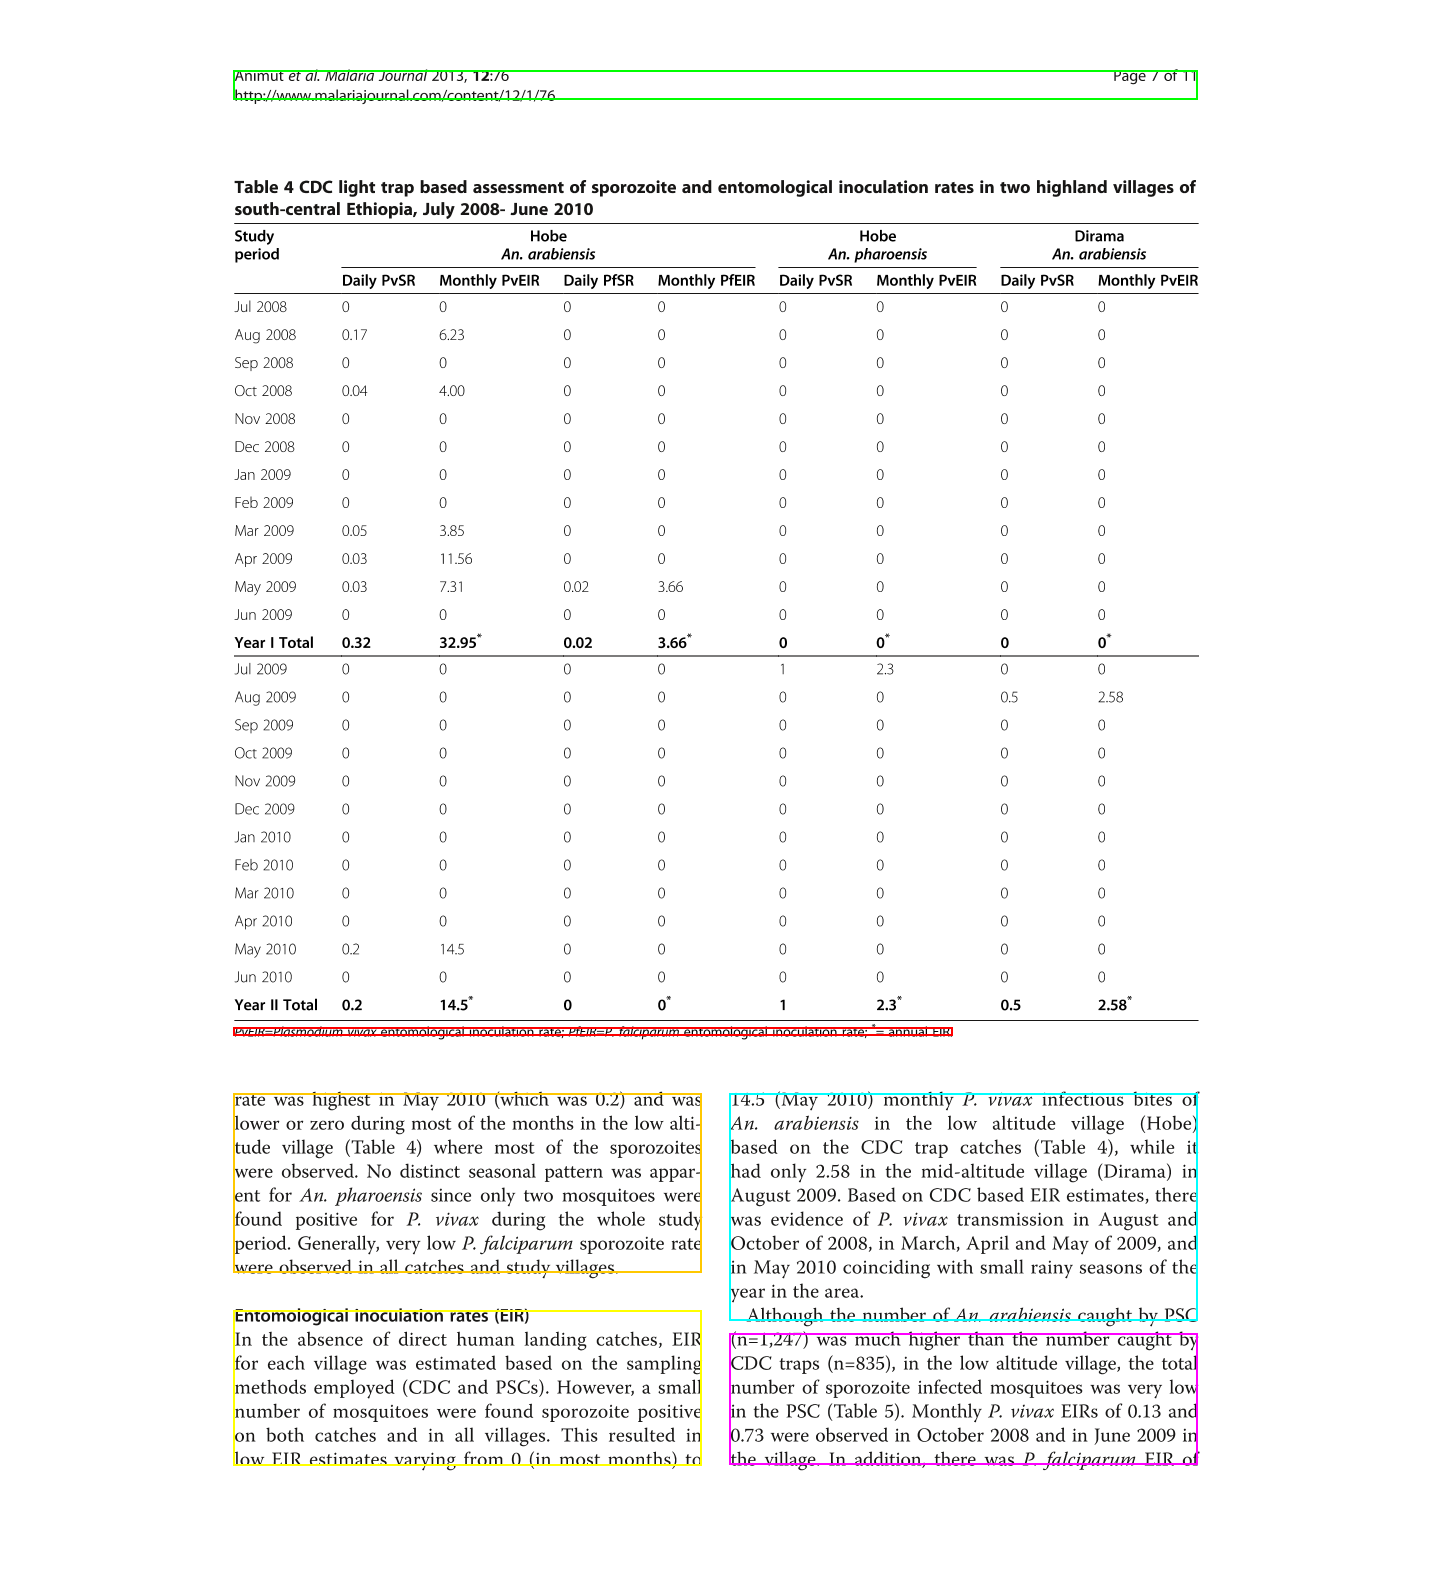 Animut et al. Malaria Journal 2013, 12:76 Page 7 of 11
http://www.malariajournal.com/content/12/1/76
Table 4 CDC light trap based assessment of sporozoite and entomological inoculation rates in two highland villages of
south-central Ethiopia, July 2008- June 2010
Study period Hobe An. arabiensis Hobe An. pharoensis Dirama An. arabiensis
Daily PvSR Monthly PvEIR Daily PfSR Monthly PfEIR Daily PvSR Monthly PvEIR Daily PvSR Monthly PvEIR
Jul 2008 0 0 0 0 0 0 0 0
Aug 2008 0.17 6.23 0 0 0 0 0 0
Sep 2008 0 0 0 0 0 0 0 0
Oct 2008 0.04 4.00 0 0 0 0 0 0
Nov 2008 0 0 0 0 0 0 0 0
Dec 2008 0 0 0 0 0 0 0 0
Jan 2009 0 0 0 0 0 0 0 0
Feb 2009 0 0 0 0 0 0 0 0
Mar 2009 0.05 3.85 0 0 0 0 0 0
Apr 2009 0.03 11.56 0 0 0 0 0 0
May 2009 0.03 7.31 0.02 3.66 0 0 0 0
Jun 2009 0 0 0 0 0 0 0 0
Year I Total 0.32 32.95* 0.02 3.66* 0 0* 0 0*
Jul 2009 0 0 0 0 1 2.3 0 0
Aug 2009 0 0 0 0 0 0 0.5 2.58
Sep 2009 0 0 0 0 0 0 0 0
Oct 2009 0 0 0 0 0 0 0 0
Nov 2009 0 0 0 0 0 0 0 0
Dec 2009 0 0 0 0 0 0 0 0
Jan 2010 0 0 0 0 0 0 0 0
Feb 2010 0 0 0 0 0 0 0 0
Mar 2010 0 0 0 0 0 0 0 0
Apr 2010 0 0 0 0 0 0 0 0
May 2010 0.2 14.5 0 0 0 0 0 0
Jun 2010 0 0 0 0 0 0 0 0
Year II Total 0.2 14.5* 0 0* 1 2.3* 0.5 2.58*
PvEIR=Plasmodium vivax entomological inoculation rate; PfEIR=P. falciparum entomological inoculation rate; *= annual EIR.
rate was highest in May 2010 (which was 0.2) and was
lower or zero during most of the months in the low alti-
tude village (Table 4) where most of the sporozoites
were observed. No distinct seasonal pattern was appar-
ent for An. pharoensis since only two mosquitoes were
found positive for P. vivax during the whole study
period. Generally, very low P. falciparum sporozoite rate
were observed in all catches and study villages.
Entomological inoculation rates (EIR)
In the absence of direct human landing catches, EIR
for each village was estimated based on the sampling
methods employed (CDC and PSCs). However, a small
number of mosquitoes were found sporozoite positive
on both catches and in all villages. This resulted in
low EIR estimates varying from 0 (in most months) to
14.5 (May 2010) monthly P. vivax infectious bites of
An. arabiensis in the low altitude village (Hobe)
based on the CDC trap catches (Table 4), while it
had only 2.58 in the mid-altitude village (Dirama) in
August 2009. Based on CDC based EIR estimates, there
was evidence of P. vivax transmission in August and
October of 2008, in March, April and May of 2009, and
in May 2010 coinciding with small rainy seasons of the
year in the area.
Although the number of An. arabiensis caught by PSC
(n=1,247) was much higher than the number caught by
CDC traps (n=835), in the low altitude village, the total
number of sporozoite infected mosquitoes was very low
in the PSC (Table 5). Monthly P. vivax EIRs of 0.13 and
0.73 were observed in October 2008 and in June 2009 in
the village. In addition, there was P. falciparum EIR of